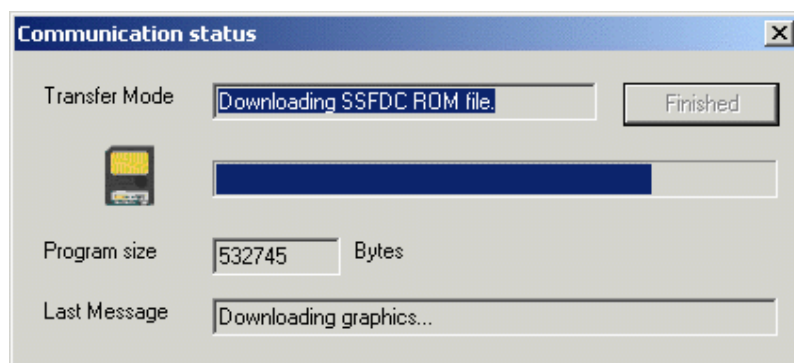 Communication status
Transfer Mode Downloading SSFDC ROM file. Finished
Program size 532745 Bytes
Last Message Downloading graphics...